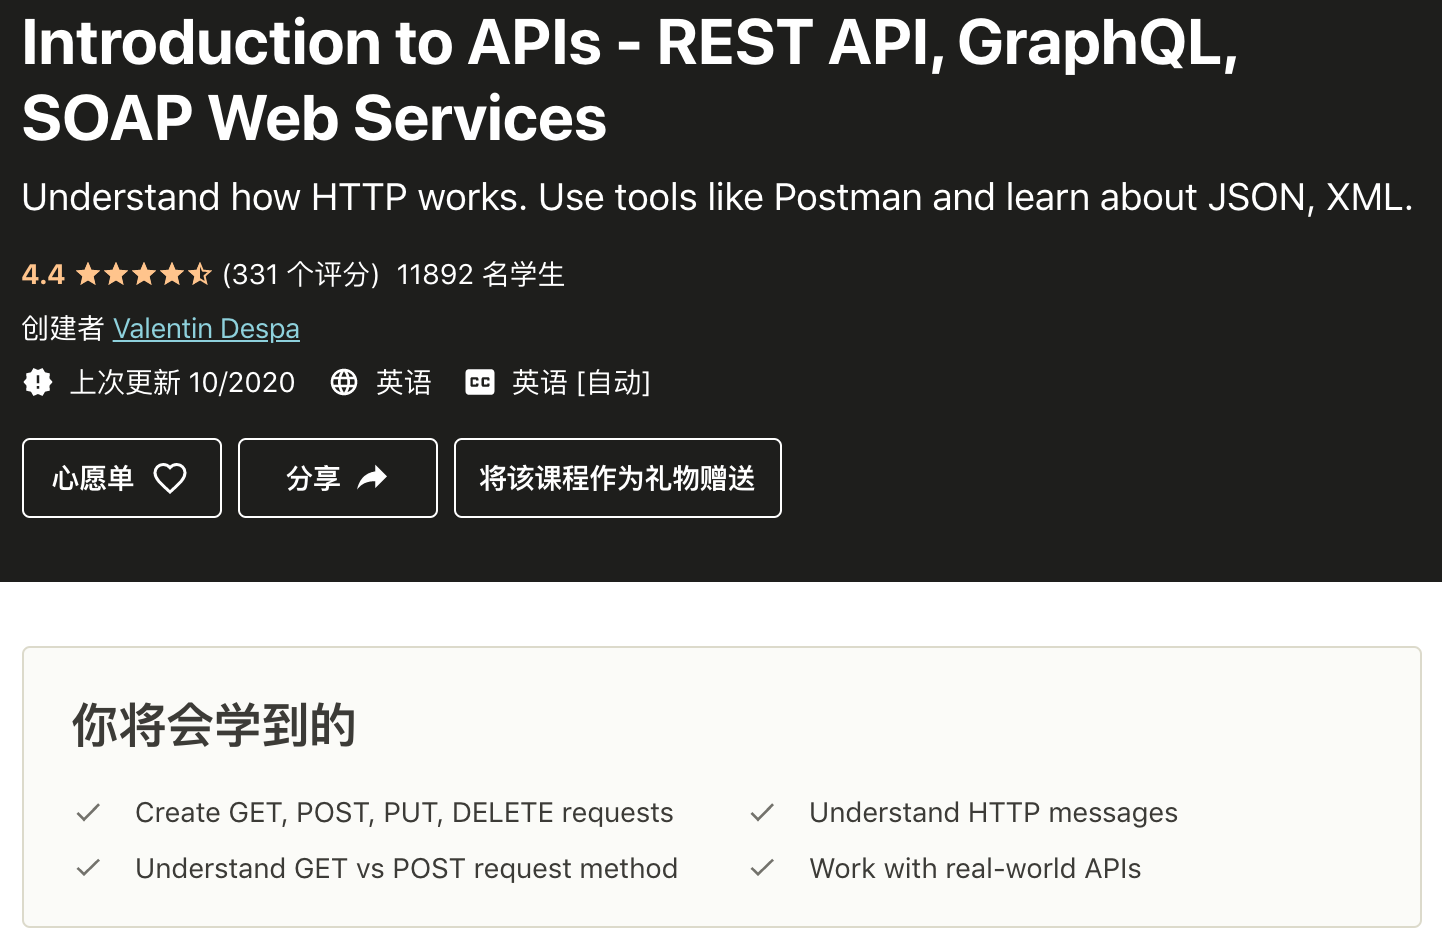 Introduction to APIs - REST API, GraphQL,
SOAP Web Services
Understand how HTTP works. Use tools like Postman and learn about JSON, XML.
4.4 (331 个评分) 11892 名学生
创建者 Valentin Despa
上次更新 10/2020 英语 CC 英语 [自动]
心愿单 分享 将该课程作为礼物赠送
你将会学到的
Create GET, POST, PUT, DELETE requests Understand HTTP messages
Understand GET vs POST request method Work with real-world APIs